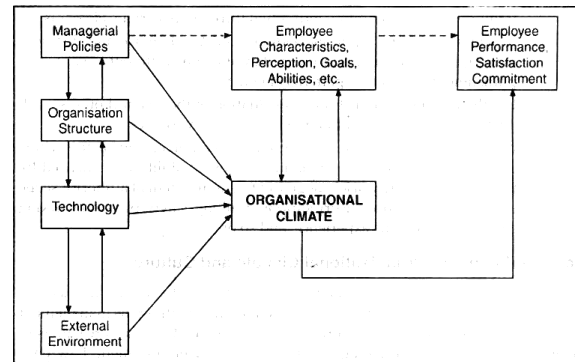 Managerial
Policies
Employee
Characteristics,
Perception, Goals,
Abilities, etc.
Employee
Performance,
Satisfaction
Commitment
Organisation
Structure
Technology
ORGANISATIONAL
CLIMATE
External
Environment